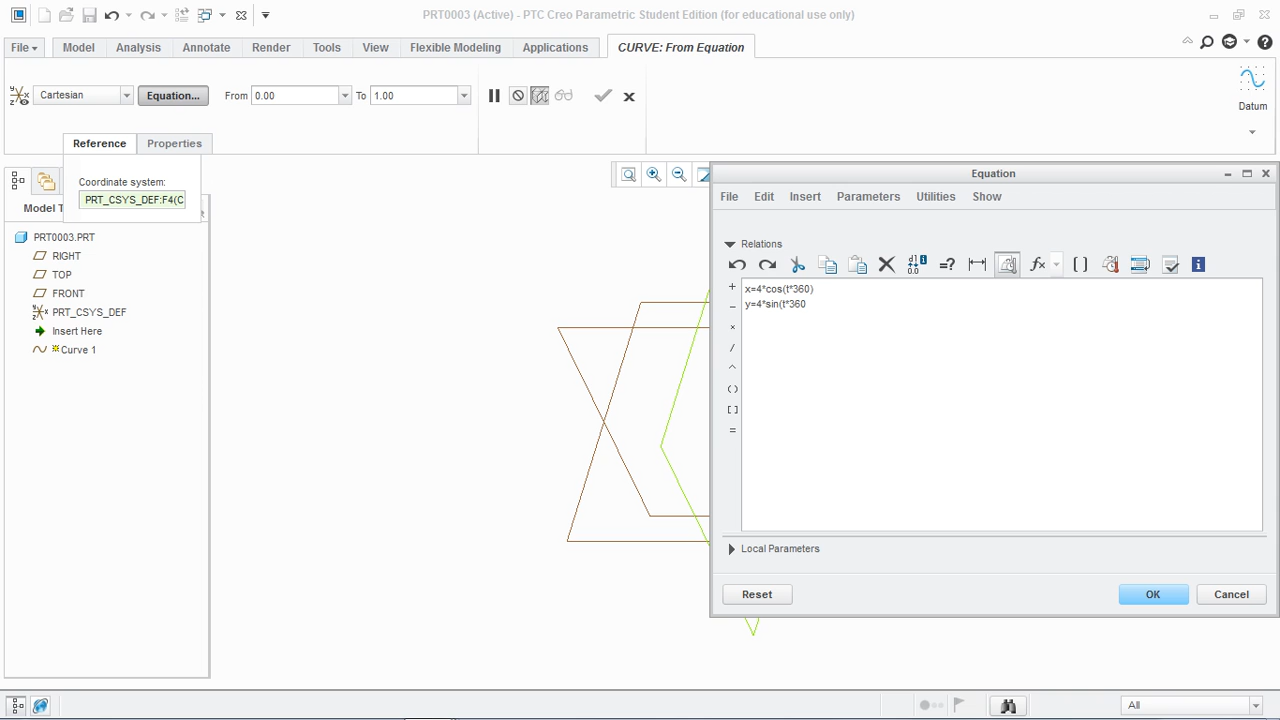 PRT0003 (Active) - PTC Creo Parametric Student Edition (for educational use only)
File Model Analysis Annotate Render Tools View Flexible Modeling Applications CURVE: From Equation
Cartesian Equation... From 0.00 To 1.00
Datum
Reference Properties
Coordinate system:
PRT_CSYS_DEF:F4(C
Model T
PRT0003.PRT
RIGHT
TOP
FRONT
PRT_CSYS_DEF
Insert Here
Curve 1
Equation
File Edit Insert Parameters Utilities Show
Relations
x=4*cos(t*360)
y=4*sin(t*360
Local Parameters
Reset OK Cancel
All